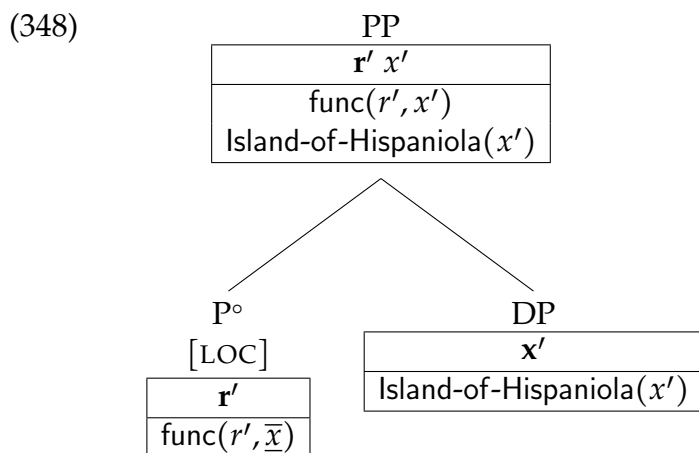 (348)
PP
r′ x′
func(r′, x′)
Island-of-Hispaniola(x′)
P° DP
[LOC] x′
r′ Island-of-Hispaniola(x′)
func(r′, x̲̅)